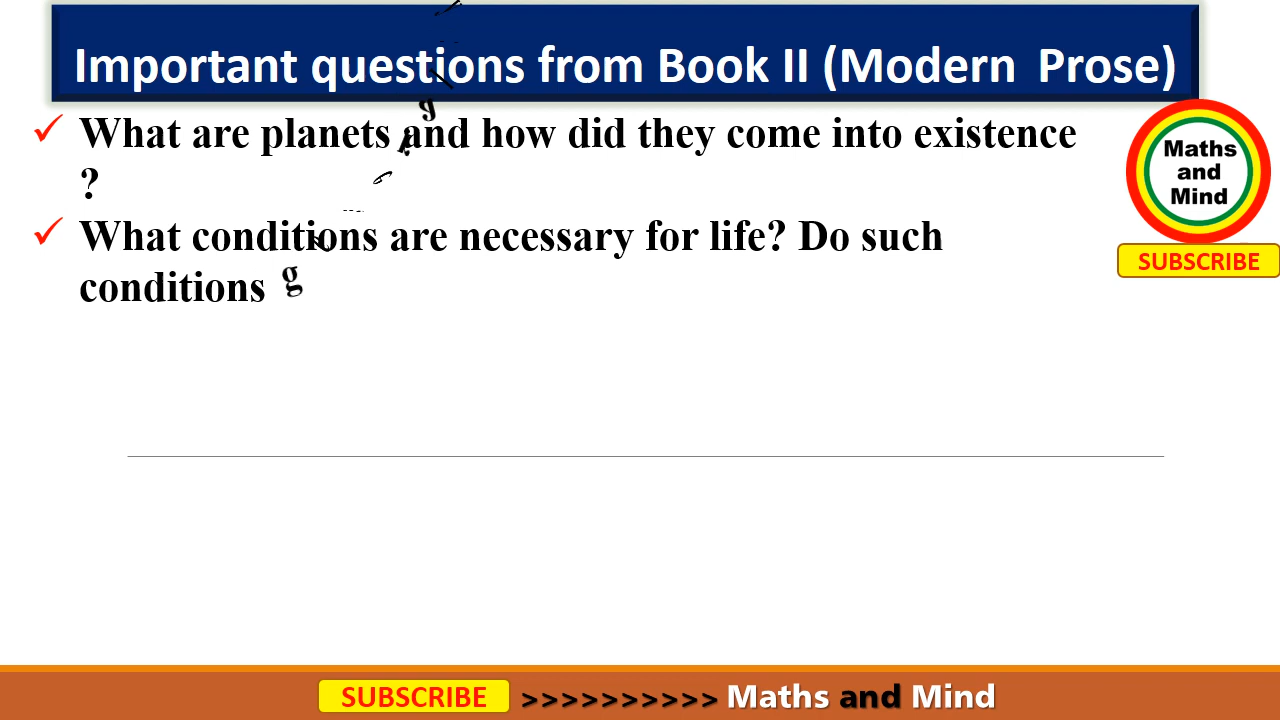 Important questions from Book II (Modern Prose)
✓ What are planets and how did they come into existence
?
✓ What conditions are necessary for life? Do such
conditions g
Maths
and
Mind
SUBSCRIBE
SUBSCRIBE >>>>>>>>>> Maths and Mind